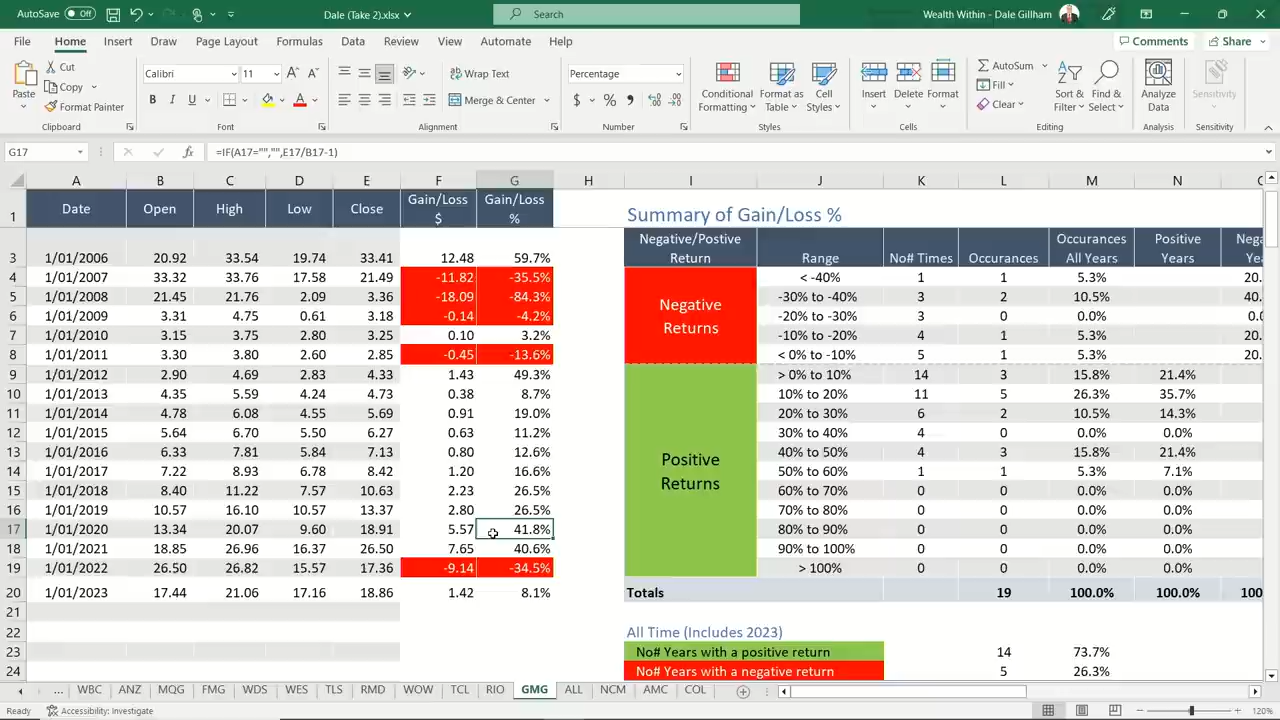 AutoSave Off Dale (Take 2).xlsx Search Wealth Within - Dale Gillham
File Home Insert Draw Page Layout Formulas Data Review View Automate Help Comments Share
Paste Cut Copy Format Painter Calibri 11 B I U Wrap Text Merge & Center Percentage $ % Conditional Formatting Format as Table Cell Styles Insert Delete Format AutoSum Fill Clear Sort & Filter Find & Select Analyze Data Sensitivity
Clipboard Font Alignment Number Styles Cells Editing Analysis Sensitivity
G17 fx =IF(A17="","",E17/B17-1)
A B C D E F G H I J K L M N
1 Date Open High Low Close Gain/Loss $ Gain/Loss % Summary of Gain/Loss %
Negative/Postive Return Range No# Times Occurances Occurances All Years Positive Years
3 1/01/2006 20.92 33.54 19.74 33.41 12.48 59.7%
4 1/01/2007 33.32 33.76 17.58 21.49 -11.82 -35.5% Negative Returns < -40% 1 1 5.3% 20.
5 1/01/2008 21.45 21.76 2.09 3.36 -18.09 -84.3% -30% to -40% 3 2 10.5% 40.
6 1/01/2009 3.31 4.75 0.61 3.18 -0.14 -4.2% -20% to -30% 3 0 0.0% 0.0
7 1/01/2010 3.15 3.75 2.80 3.25 0.10 3.2% -10% to -20% 4 1 5.3% 20.
8 1/01/2011 3.30 3.80 2.60 2.85 -0.45 -13.6% < 0% to -10% 5 1 5.3% 20.
9 1/01/2012 2.90 4.69 2.83 4.33 1.43 49.3% Positive Returns > 0% to 10% 14 3 15.8% 21.4%
10 1/01/2013 4.35 5.59 4.24 4.73 0.38 8.7% 10% to 20% 11 5 26.3% 35.7%
11 1/01/2014 4.78 6.08 4.55 5.69 0.91 19.0% 20% to 30% 6 2 10.5% 14.3%
12 1/01/2015 5.64 6.70 5.50 6.27 0.63 11.2% 30% to 40% 4 0 0.0% 0.0%
13 1/01/2016 6.33 7.81 5.84 7.13 0.80 12.6% 40% to 50% 4 3 15.8% 21.4%
14 1/01/2017 7.22 8.93 6.78 8.42 1.20 16.6% 50% to 60% 1 1 5.3% 7.1%
15 1/01/2018 8.40 11.22 7.57 10.63 2.23 26.5% 60% to 70% 0 0 0.0% 0.0%
16 1/01/2019 10.57 16.10 10.57 13.37 2.80 26.5% 70% to 80% 0 0 0.0% 0.0%
17 1/01/2020 13.34 20.07 9.60 18.91 5.57 41.8% 80% to 90% 0 0 0.0% 0.0%
18 1/01/2021 18.85 26.96 16.37 26.50 7.65 40.6% 90% to 100% 0 0 0.0% 0.0%
19 1/01/2022 26.50 26.82 15.57 17.36 -9.14 -34.5% > 100% 0 0 0.0% 0.0%
20 1/01/2023 17.44 21.06 17.16 18.86 1.42 8.1% Totals 19 100.0% 100.0% 100
21
22 All Time (Includes 2023)
23 No# Years with a positive return 14 73.7%
24 No# Years with a negative return 5 26.3%
... WBC ANZ MQG FMG WDS WES TLS RMD WOW TCL RIO GMG ALL NCM AMC COL
Ready Accessibility: Investigate 120%